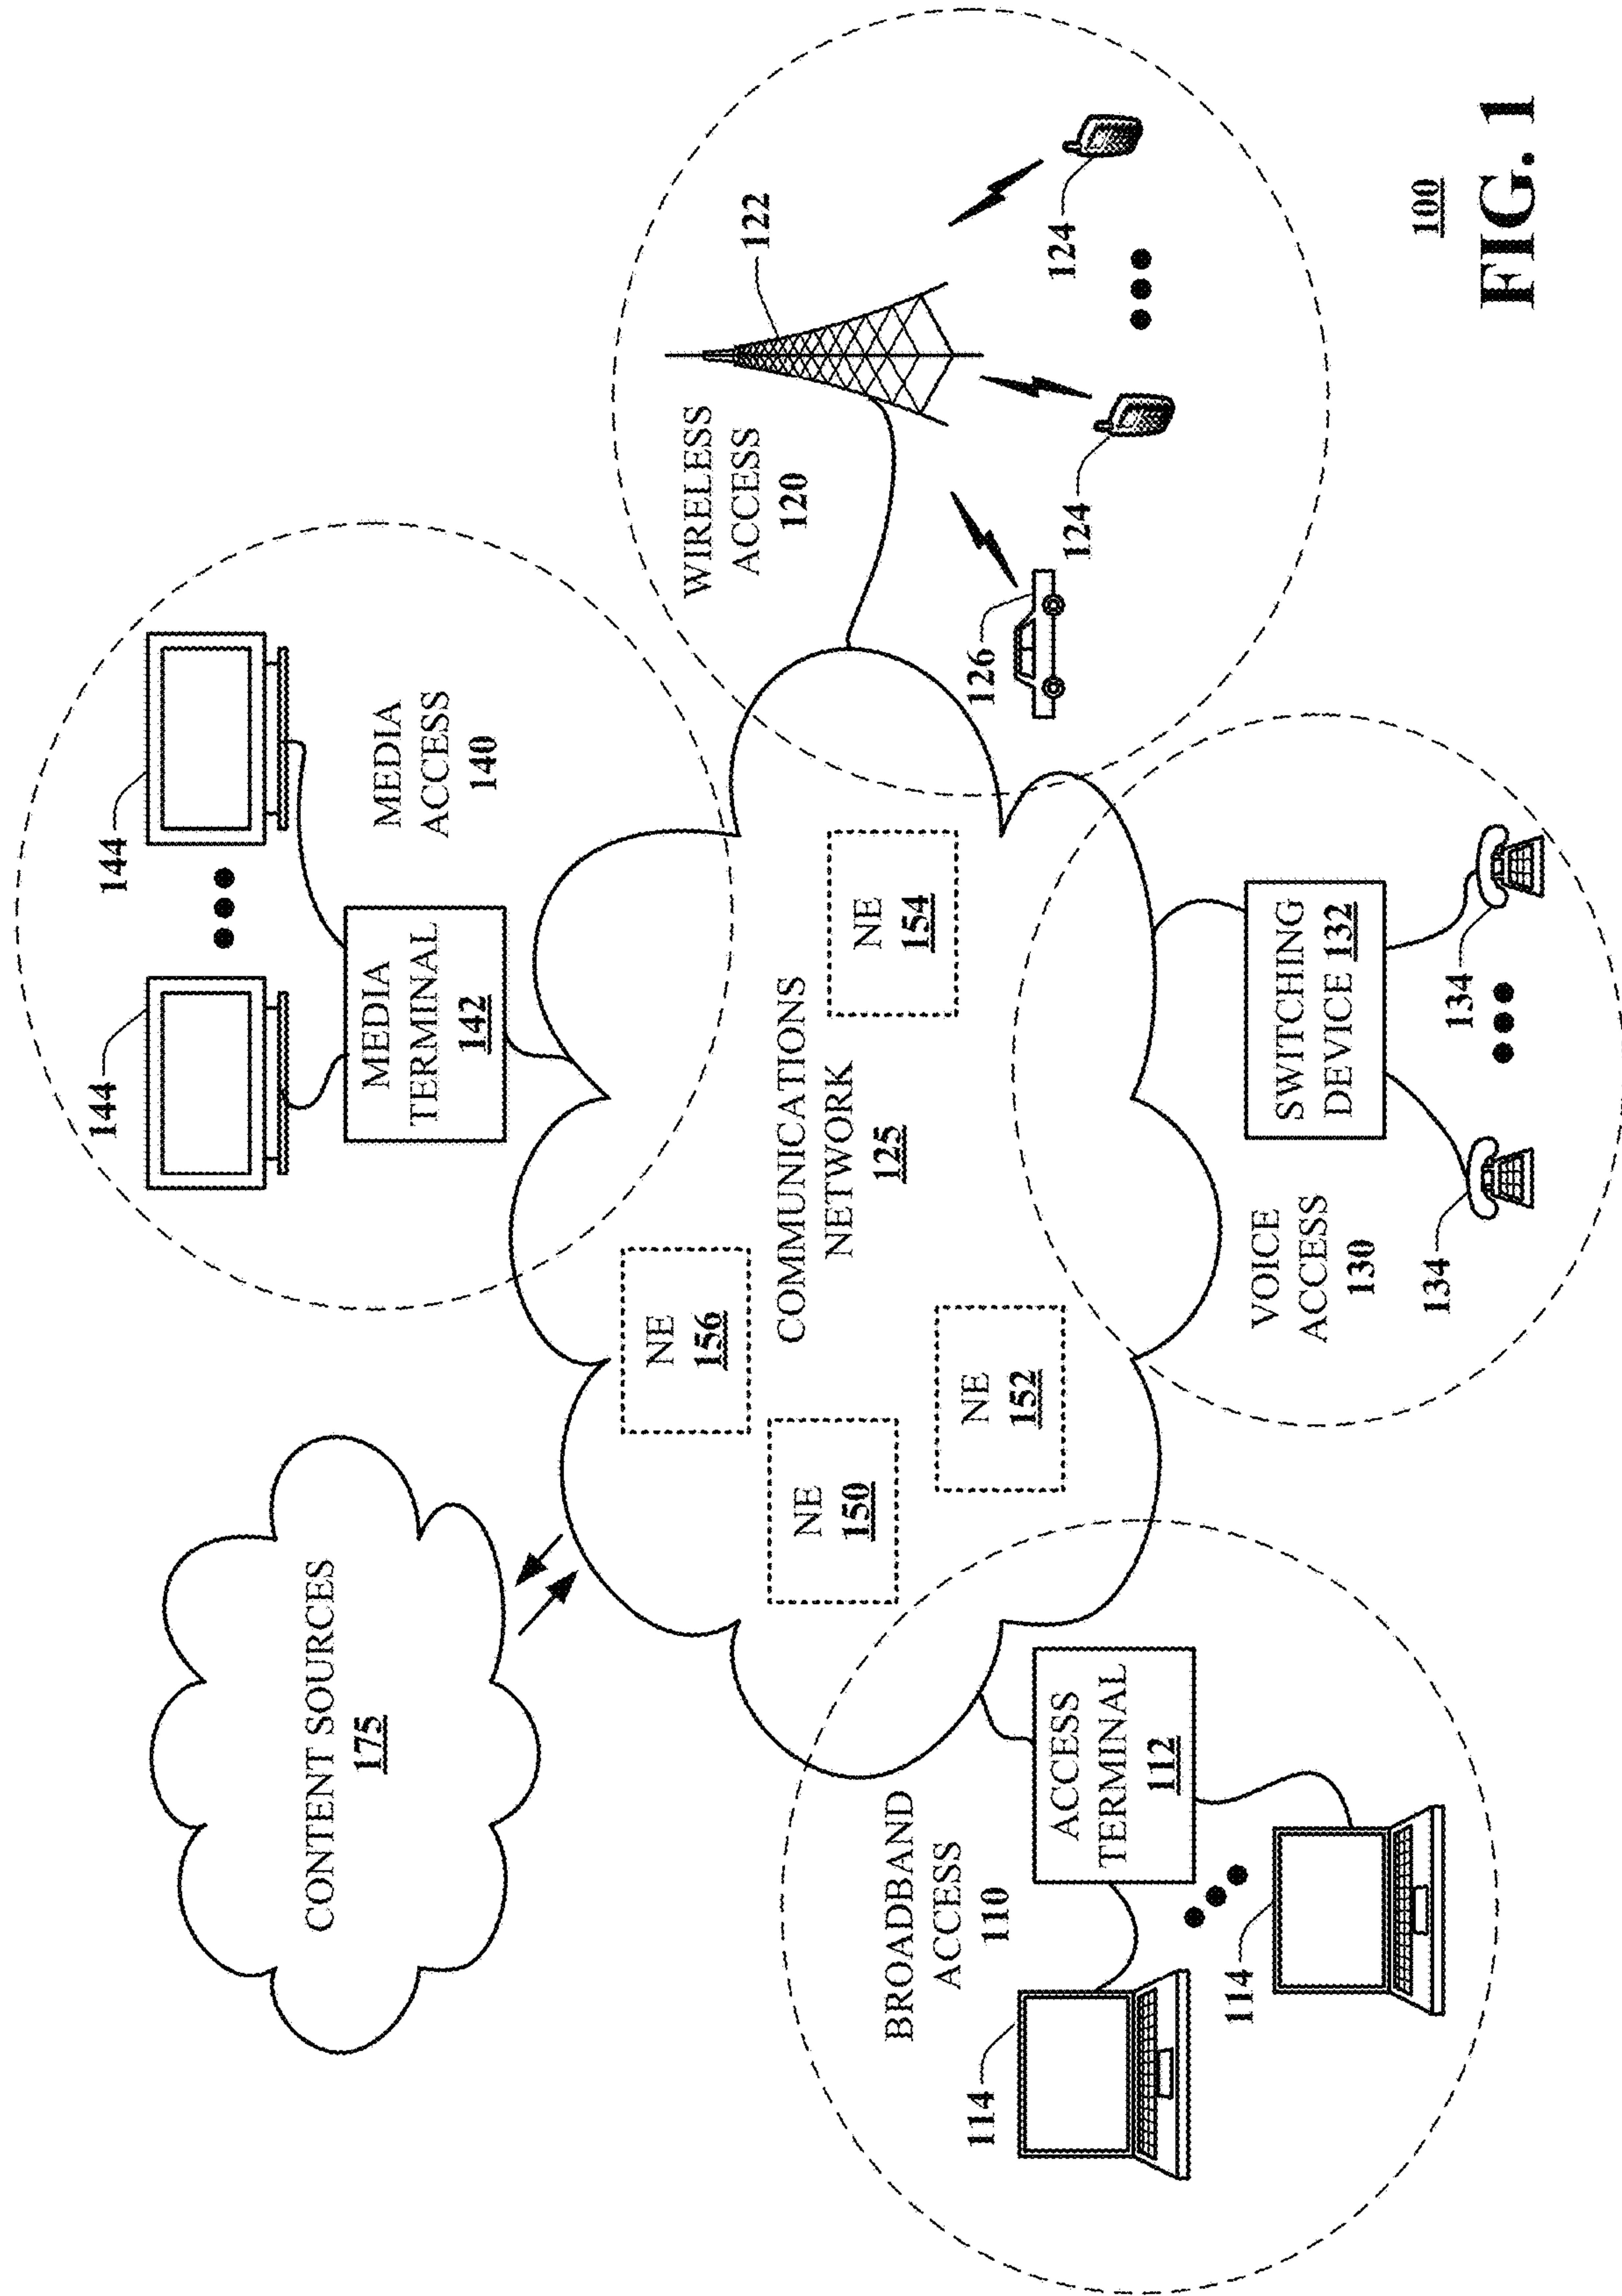 CONTENT SOURCES
175
144
144
MEDIA
TERMINAL
142
MEDIA
ACCESS
140
NE
156
NE
150
COMMUNICATIONS
NETWORK
125
NE
154
NE
152
WIRELESS
ACCESS
120
122
126
124
124
BROADBAND
ACCESS
110
ACCESS
TERMINAL
112
114
114
VOICE
ACCESS
130
SWITCHING
DEVICE 132
134
134
100
FIG. 1